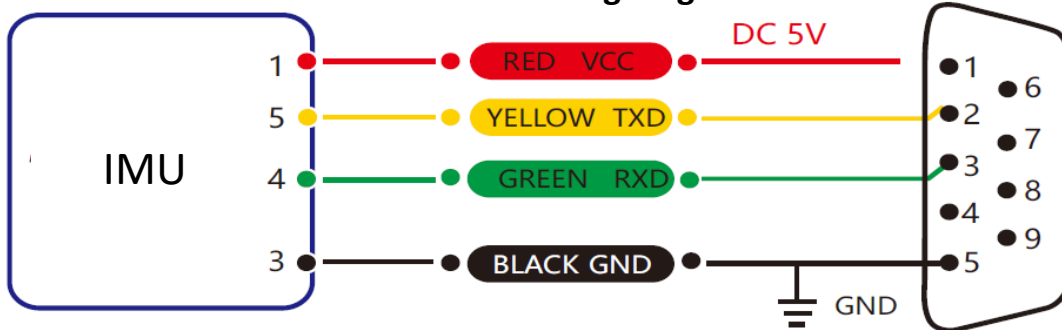 DC 5V
1 RED VCC 1
6
5 YELLOW TXD 2
7
IMU
4 GREEN RXD 3
8
4
9
3 BLACK GND 5
GND